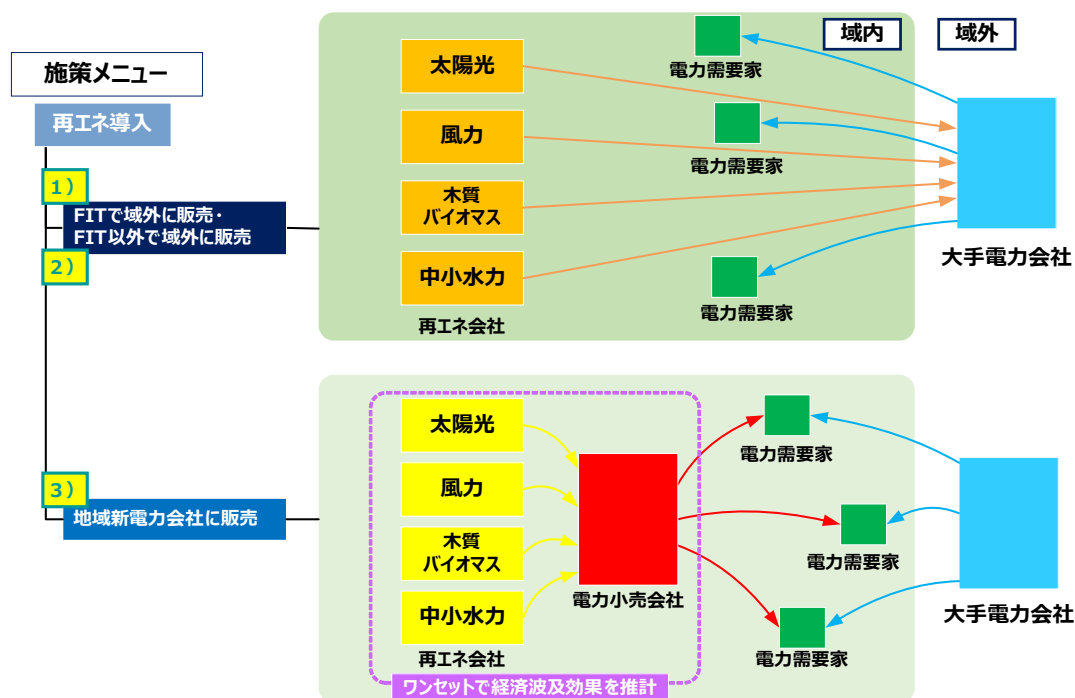 施策メニュー
再エネ導入
1）
FITで域外に販売・
FIT以外で域外に販売
2）
3）
地域新電力会社に販売
域内
域外
太陽光
風力
木質
バイオマス
中小水力
再エネ会社
電力需要家
電力需要家
電力需要家
大手電力会社
太陽光
風力
木質
バイオマス
中小水力
再エネ会社
電力小売会社
ワンセットで経済波及効果を推計
電力需要家
電力需要家
電力需要家
大手電力会社